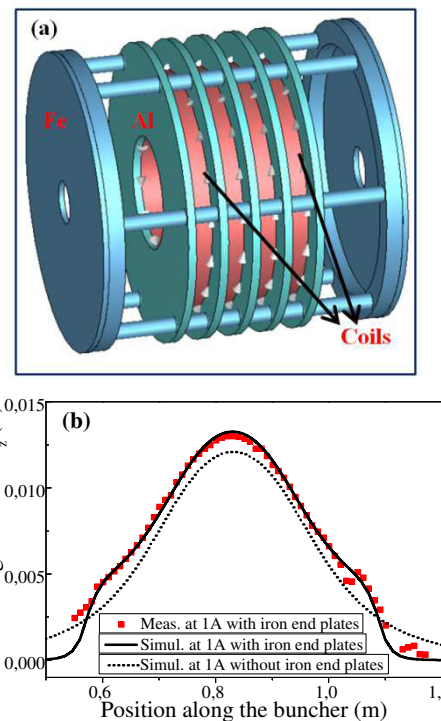 (a)
Fe
Al
Coils
(b)
0,015
0,010
0,005
0,000
Meas. at 1A with iron end plates
Simul. at 1A with iron end plates
Simul. at 1A without iron end plates
0,6 0,8 1,0
Position along the buncher (m)